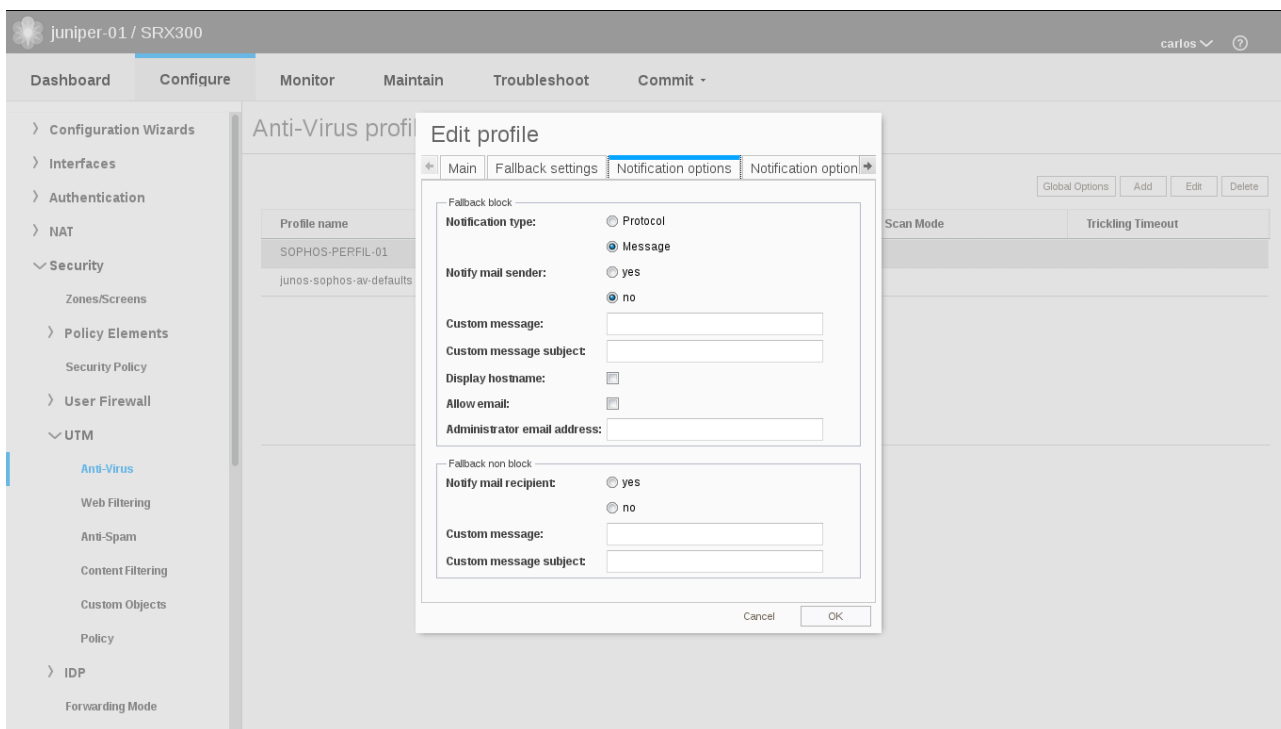 juniper-01 / SRX300
carlos
Dashboard Configure Monitor Maintain Troubleshoot Commit
Configuration Wizards
Interfaces
Authentication
NAT
Security
Zones/Screens
Policy Elements
Security Policy
User Firewall
UTM
Anti-Virus
Web Filtering
Anti-Spam
Content Filtering
Custom Objects
Policy
IDP
Forwarding Mode
Anti-Virus profil
Global Options Add Edit Delete
Profile name Scan Mode Trickling Timeout
SOPHOS-PERFIL-01
junos-sophos-av-defaults
Edit profile
Main Fallback settings Notification options Notification option
Fallback block
Notification type: Protocol
Message
Notify mail sender: yes
no
Custom message:
Custom message subject:
Display hostname:
Allow email:
Administrator email address:
Fallback non block
Notify mail recipient: yes
no
Custom message:
Custom message subject:
Cancel OK